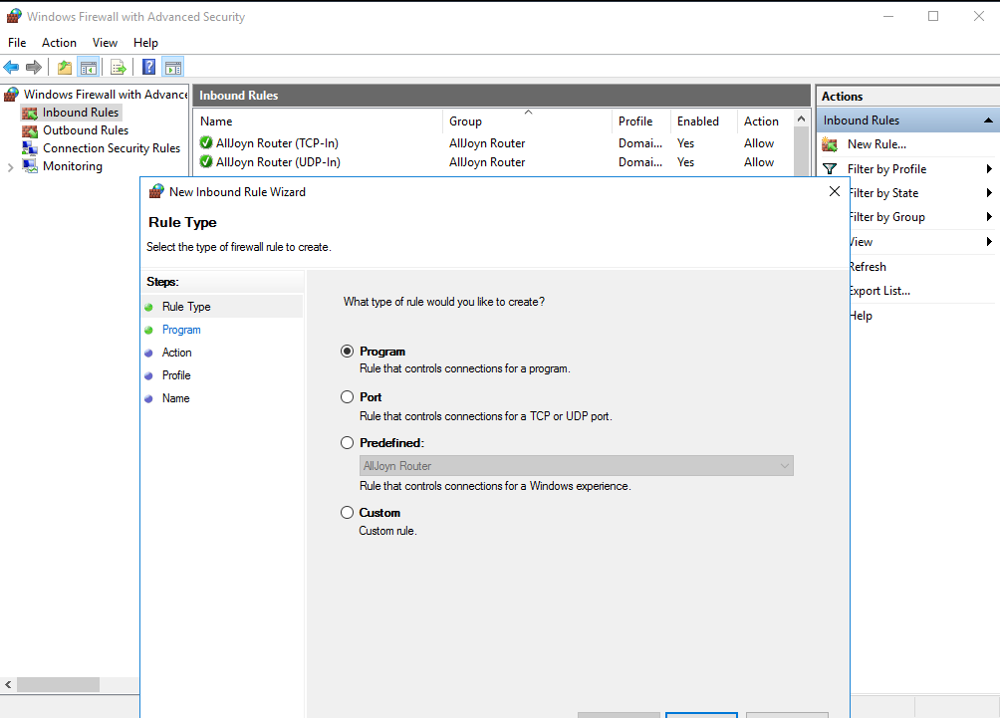 Windows Firewall with Advanced Security
File Action View Help
Windows Firewall with Advance
Inbound Rules
Outbound Rules
Connection Security Rules
Monitoring
Inbound Rules
Name Group Profile Enabled Action
AllJoyn Router (TCP-In) AllJoyn Router Domai... Yes Allow
AllJoyn Router (UDP-In) AllJoyn Router Domai... Yes Allow
Actions
Inbound Rules
New Rule...
Filter by Profile
Filter by State
Filter by Group
View
Refresh
Export List...
Help
New Inbound Rule Wizard
Rule Type
Select the type of firewall rule to create.
Steps:
Rule Type
Program
Action
Profile
Name
What type of rule would you like to create?
Program
Rule that controls connections for a program.
Port
Rule that controls connections for a TCP or UDP port.
Predefined:
AllJoyn Router
Rule that controls connections for a Windows experience.
Custom
Custom rule.